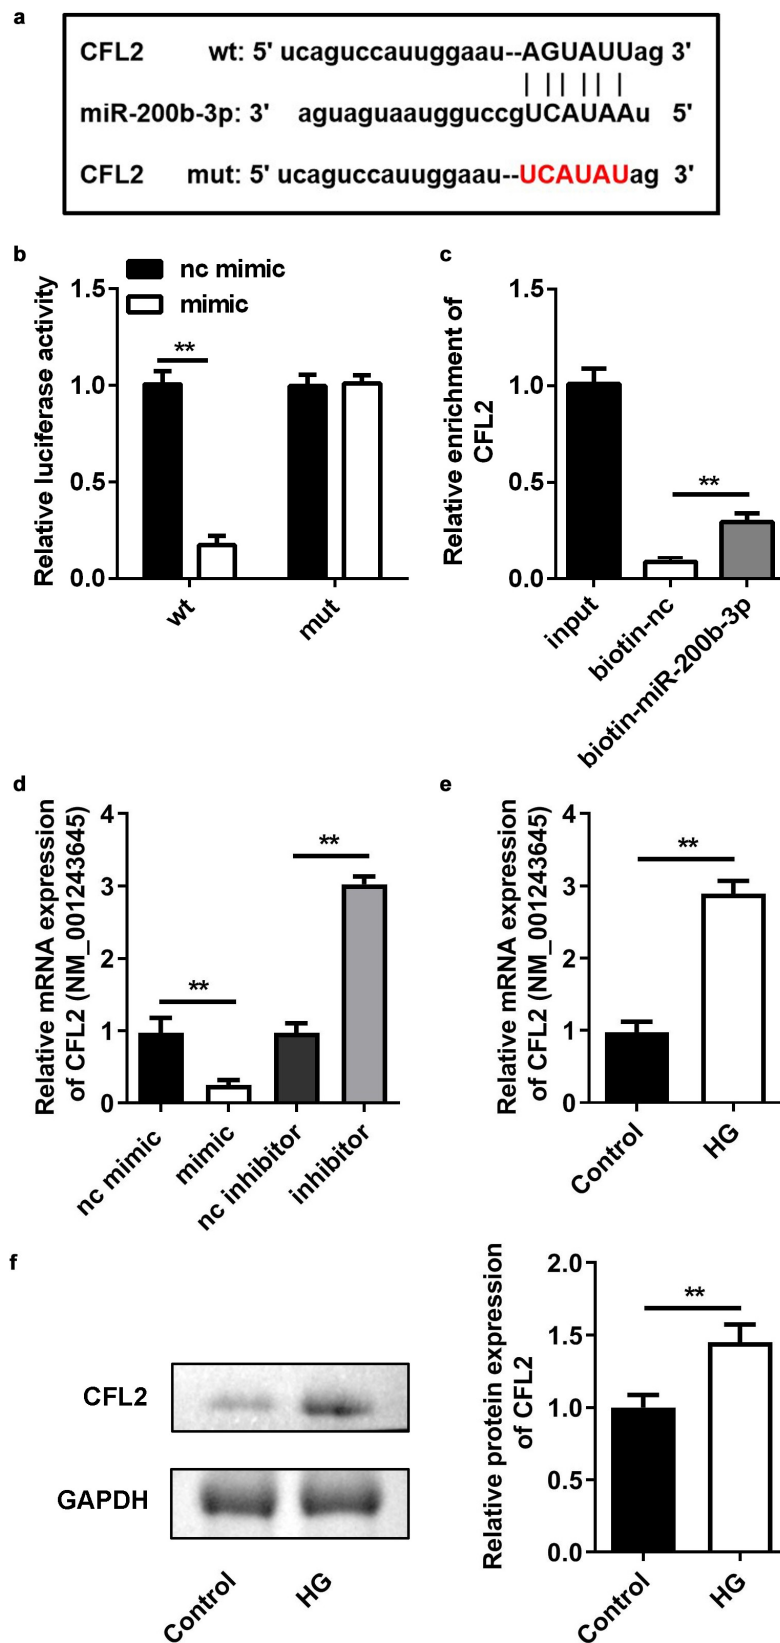 a
CFL2 wt: 5' ucaguccauuggaau--AGUAUUag 3'
miR-200b-3p: 3' aguaguaaugguccgUCAUAAu 5'
CFL2 mut: 5' ucaguccauuggaau--UCAUAUag 3'
b
nc mimic
mimic
Relative luciferase activity
1.5
1.0
0.5
0.0
**
wt
mut
c
Relative enrichment of
CFL2
1.5
1.0
0.5
0.0
**
input
biotin-nc
biotin-miR-200b-3p
d
Relative mRNA expression
of CFL2 (NM_001243645)
4
3
2
1
0
**
**
nc mimic
mimic
nc inhibitor
inhibitor
e
Relative mRNA expression
of CFL2 (NM_001243645)
4
3
2
1
0
**
Control
HG
f
CFL2
GAPDH
Control
HG
Relative protein expression
of CFL2
2.0
1.5
1.0
0.5
0.0
**
Control
HG